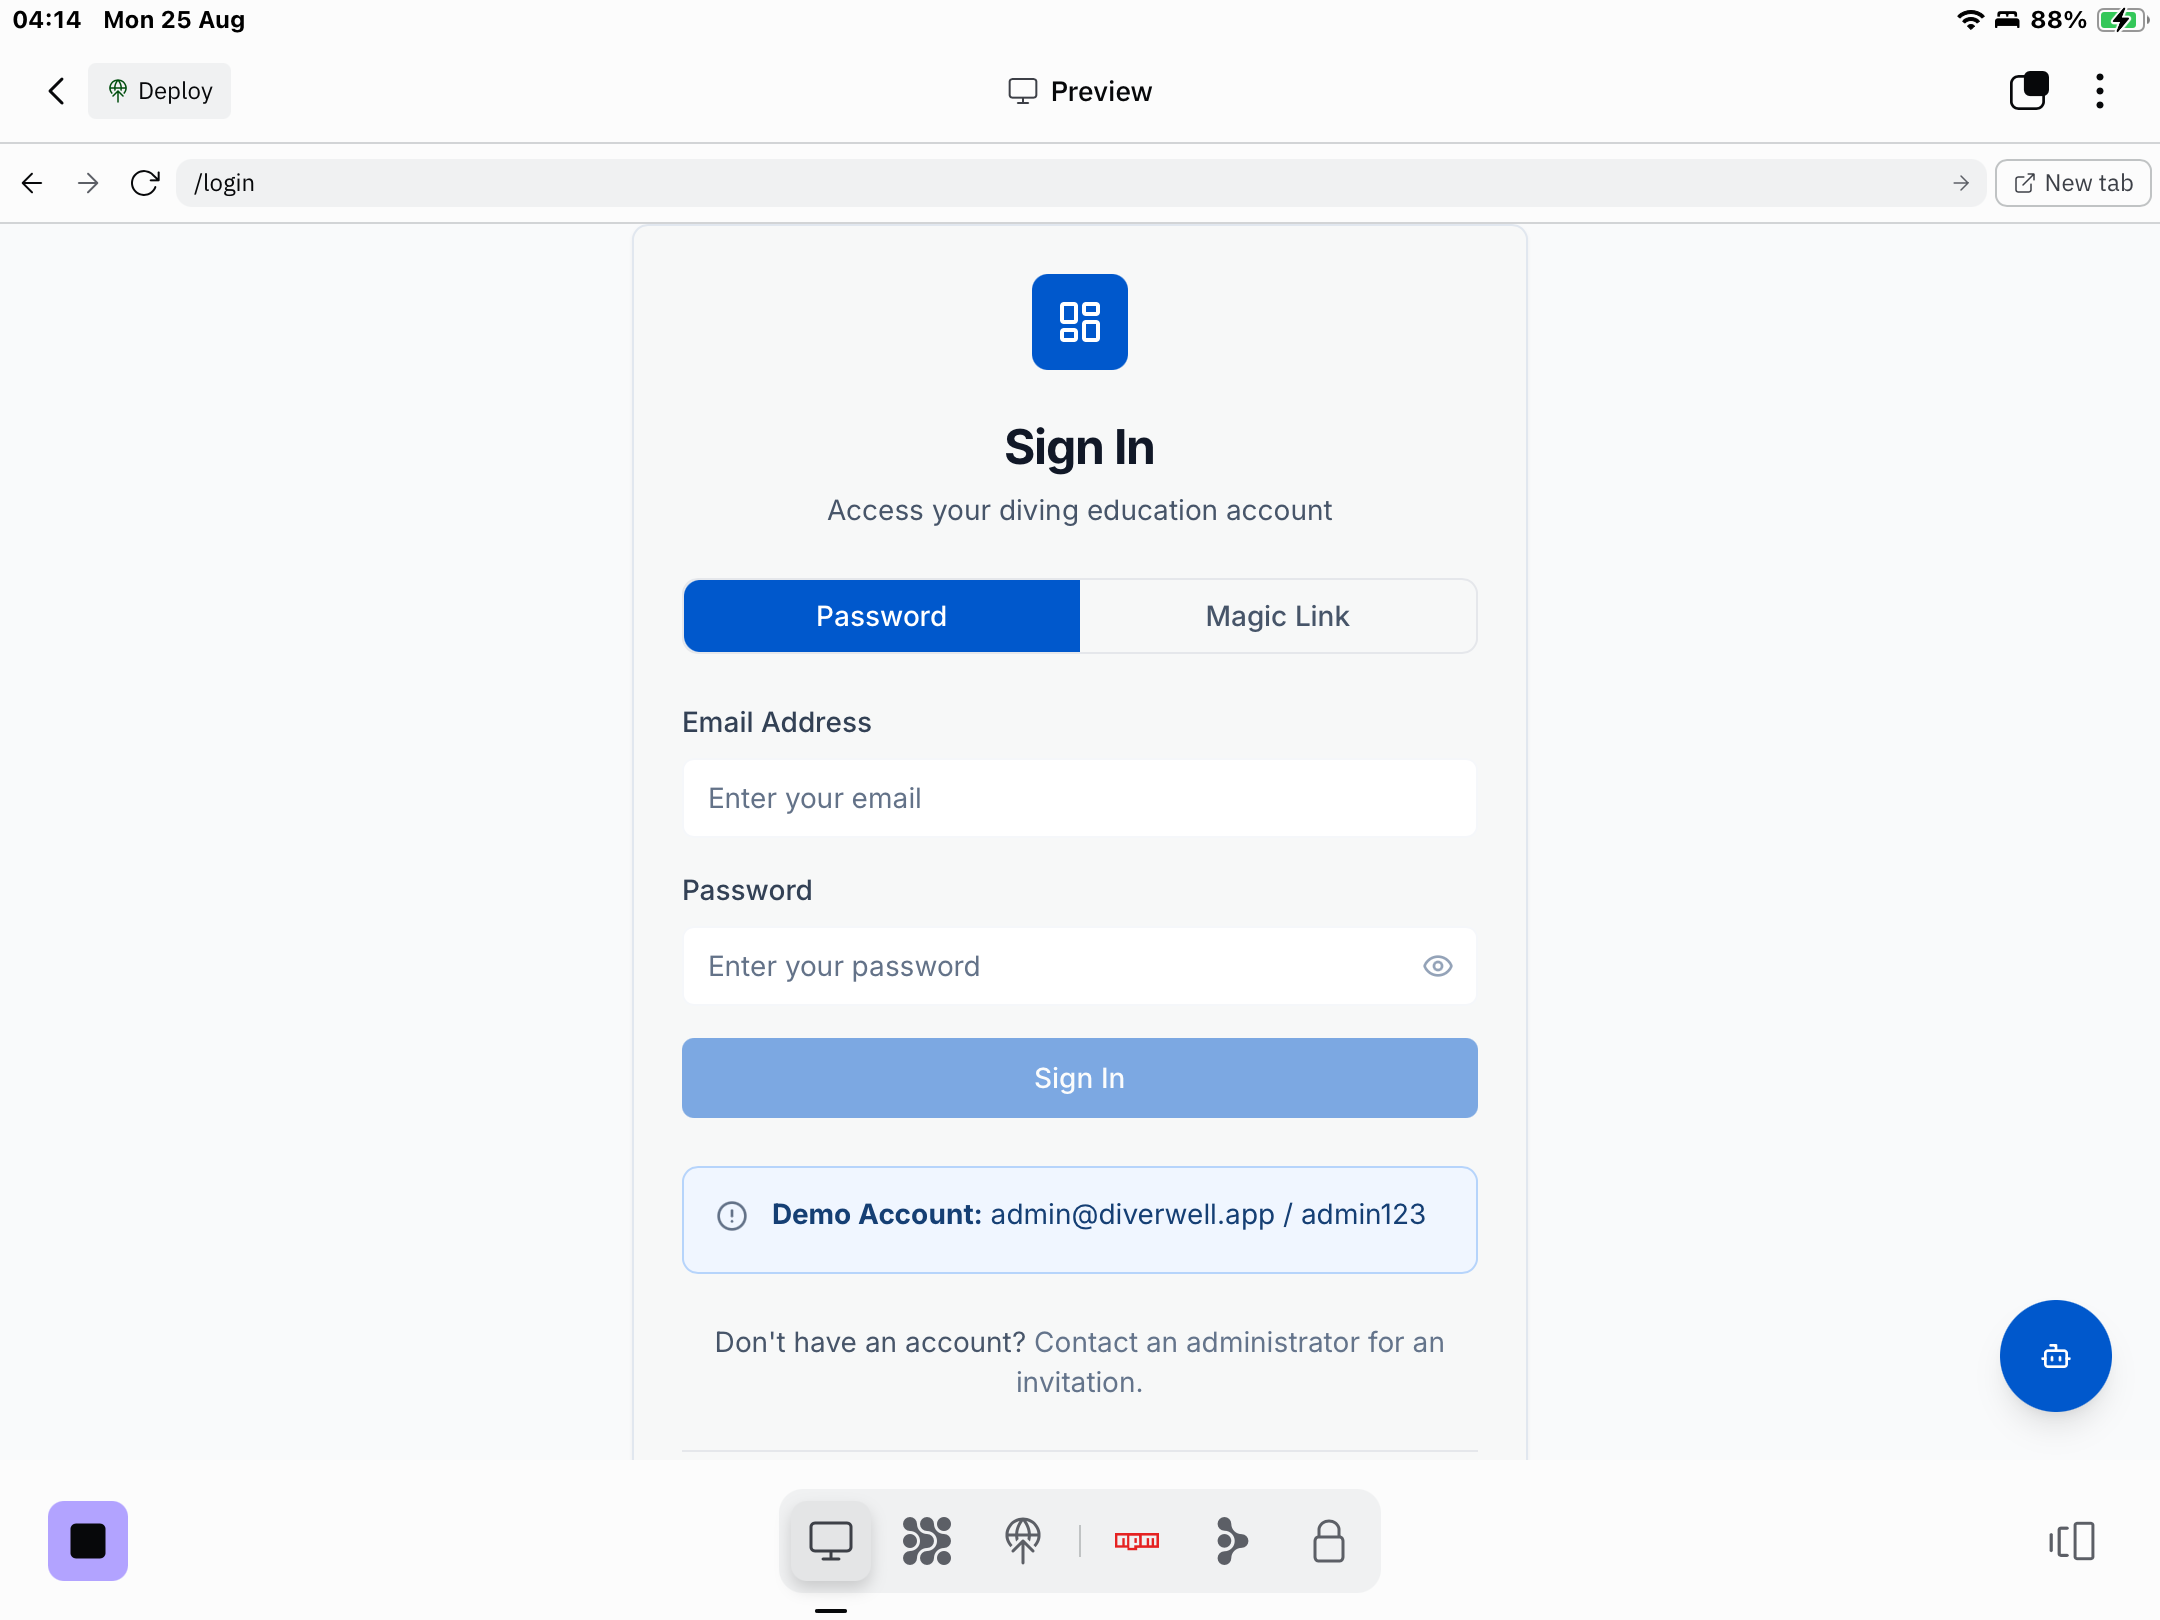 04:14 Mon 25 Aug
88%
Deploy
Preview
/login
New tab
Sign In
Access your diving education account
Password
Magic Link
Email Address
Enter your email
Password
Enter your password
Sign In
Demo Account: admin@diverwell.app / admin123
Don't have an account? Contact an administrator for an
invitation.
npm